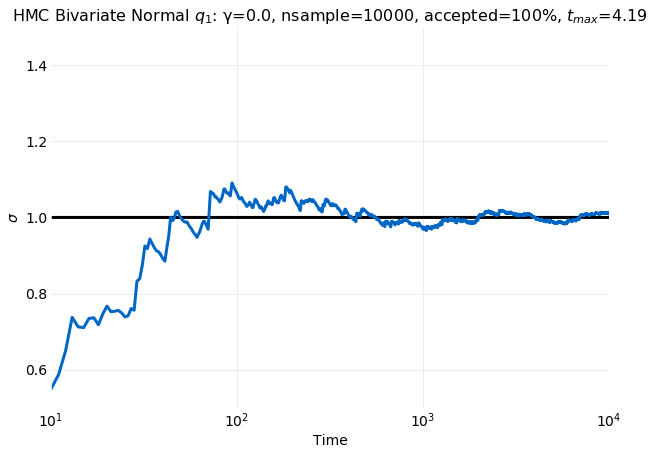 HMC Bivariate Normal q₁: γ=0.0, nsample=10000, accepted=100%, tₘₐₓ=4.19
1.4
1.2
1.0
0.8
0.6
σ
10¹ 10² 10³ 10⁴
Time